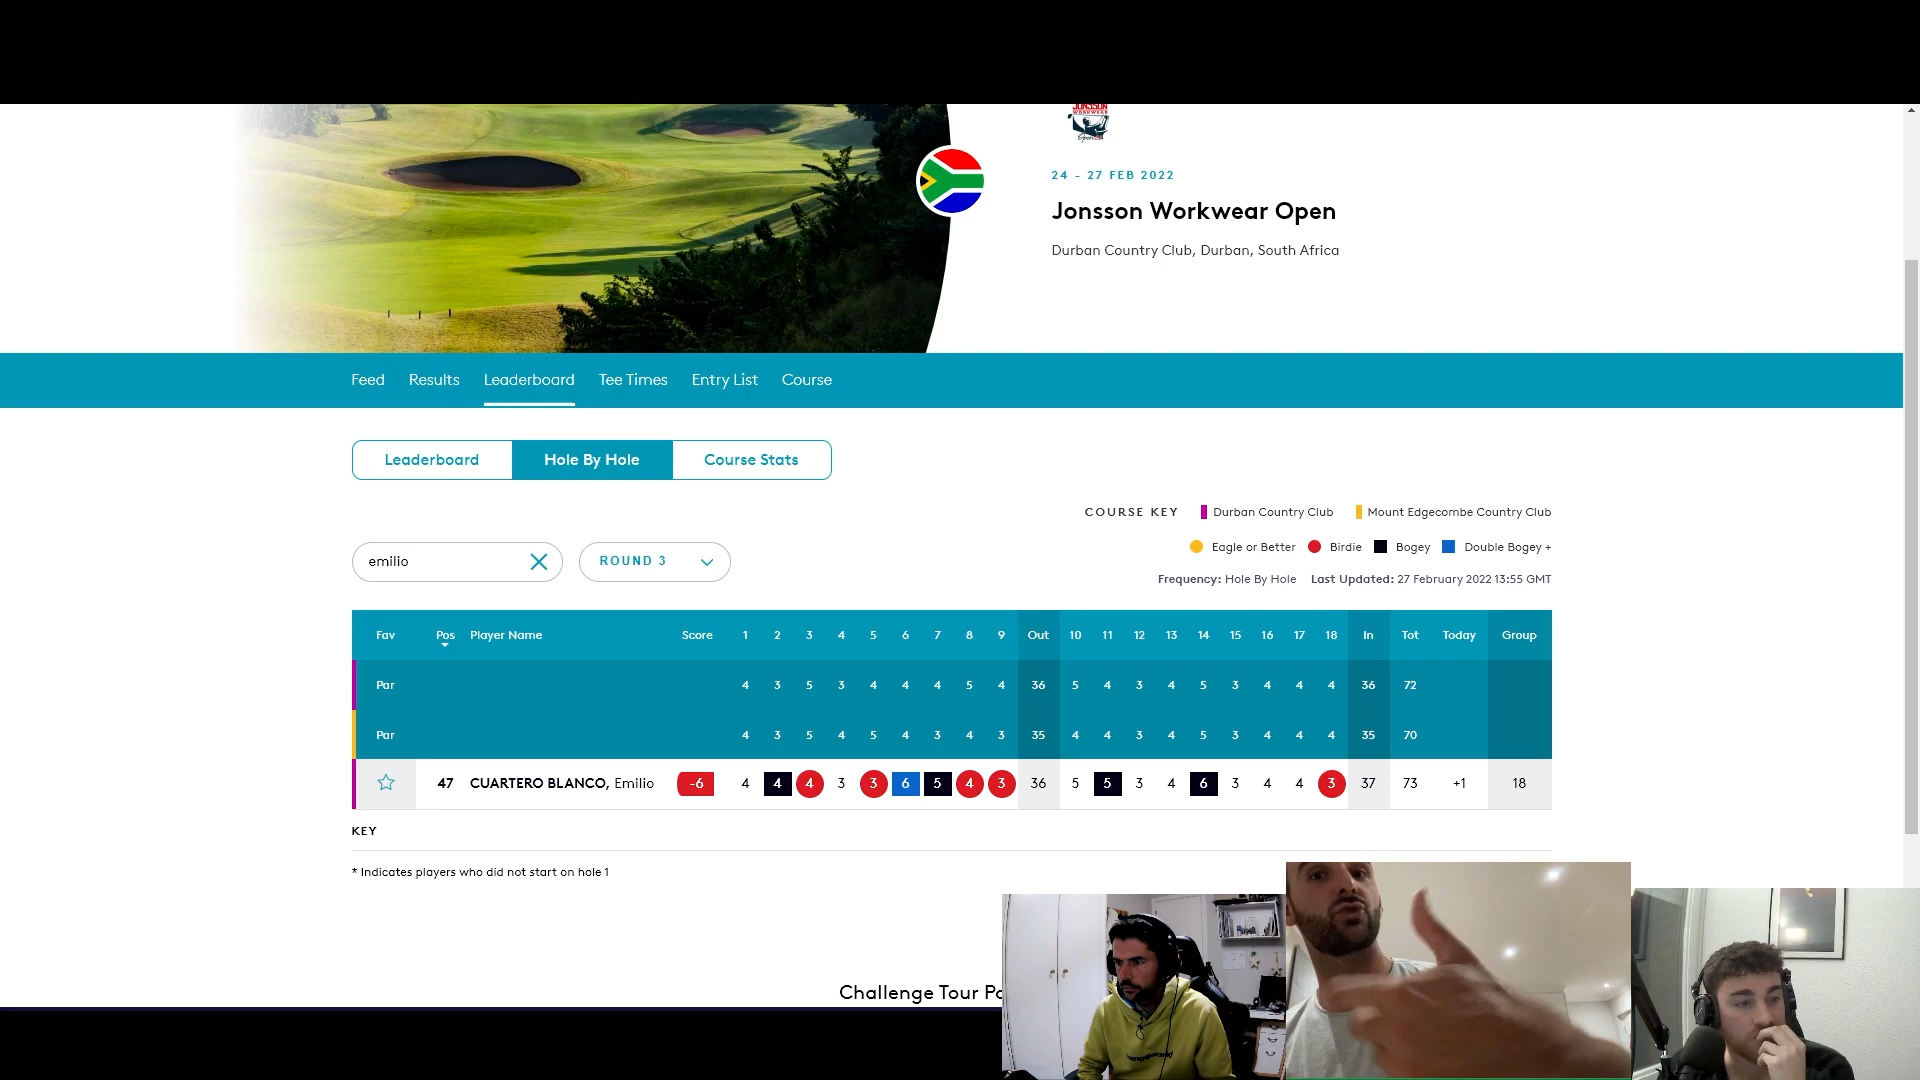 JONSSON
WORKWEAR
Open
24 - 27 FEB 2022
Jonsson Workwear Open
Durban Country Club, Durban, South Africa
Feed Results Leaderboard Tee Times Entry List Course
Leaderboard Hole By Hole Course Stats
COURSE KEY Durban Country Club Mount Edgecombe Country Club
Eagle or Better Birdie Bogey Double Bogey +
emilio ROUND 3
Frequency: Hole By Hole Last Updated: 27 February 2022 13:55 GMT
Fav Pos Player Name Score 1 2 3 4 5 6 7 8 9 Out 10 11 12 13 14 15 16 17 18 In Tot Today Group
Par 4 3 5 3 4 4 4 5 4 36 5 4 3 4 5 3 4 4 4 36 72
Par 4 3 5 4 5 4 3 4 3 35 4 4 3 4 5 3 4 4 4 35 70
47 CUARTERO BLANCO, Emilio -6 4 4 4 3 3 6 5 4 3 36 5 5 3 4 6 3 4 4 3 37 73 +1 18
KEY
* Indicates players who did not start on hole 1
Challenge Tour Pa